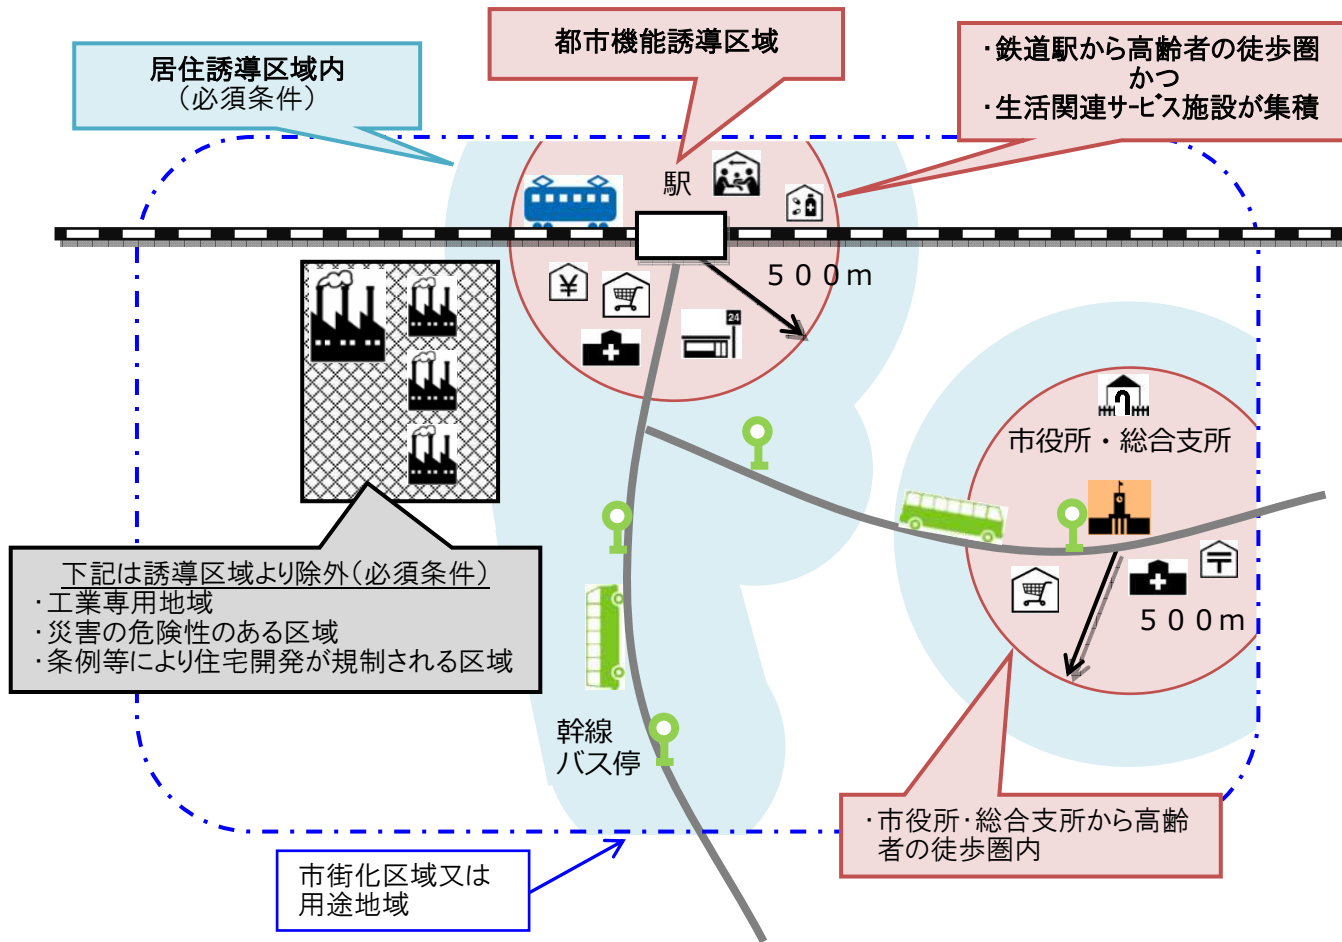 都市機能誘導区域
居住誘導区域内
（必須条件）
・鉄道駅から高齢者の徒歩圏
かつ
・生活関連サービス施設が集積
駅
５００ｍ
24
¥
市役所・総合支所
〒
５００ｍ
下記は誘導区域より除外（必須条件）
・工業専用地域
・災害の危険性のある区域
・条例等により住宅開発が規制される区域
幹線
バス停
・市役所・総合支所から高齢
者の徒歩圏内
市街化区域又は
用途地域